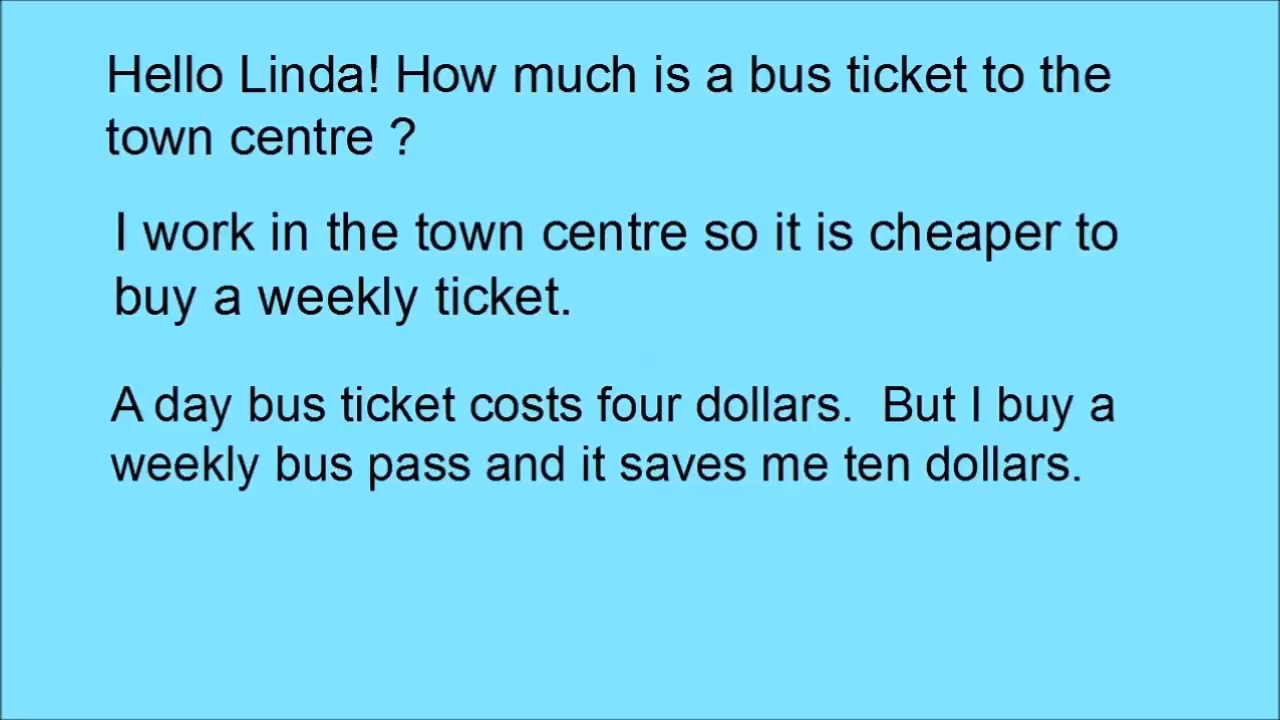 Hello Linda! How much is a bus ticket to the
town centre ?
I work in the town centre so it is cheaper to
buy a weekly ticket.
A day bus ticket costs four dollars.  But I buy a
weekly bus pass and it saves me ten dollars.